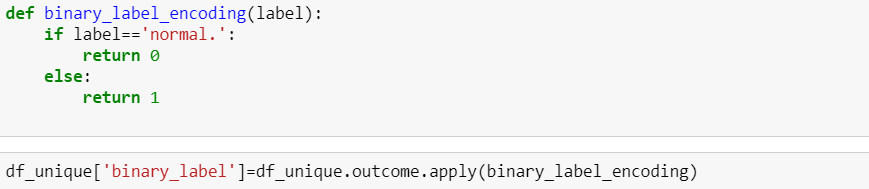 def binary_label_encoding(label):
    if label=='normal.':
        return 0
    else:
        return 1
df_unique['binary_label']=df_unique.outcome.apply(binary_label_encoding)